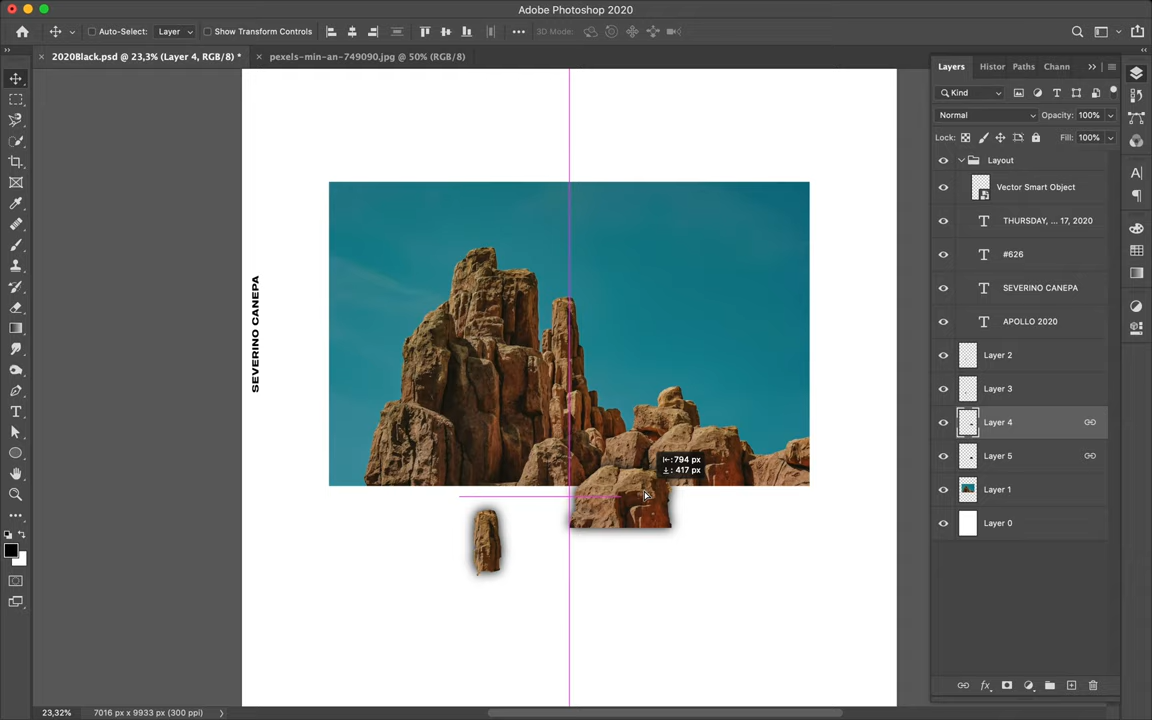 Adobe Photoshop 2020
Auto-Select: Layer Show Transform Controls 3D Mode:
2020Black.psd @ 23,3% (Layer 4, RGB/8) * pexels-min-an-749090.jpg @ 50% (RGB/8)
Layers Histor Paths Chann
Kind
Normal Opacity: 100%
Lock: Fill: 100%
Layout
Vector Smart Object
THURSDAY, ... 17, 2020
#626
SEVERINO CANEPA
APOLLO 2020
Layer 2
Layer 3
Layer 4
Layer 5
Layer 1
Layer 0
SEVERINO CANEPA
794 px
417 px
23,32% 7016 px x 9933 px (300 ppi)